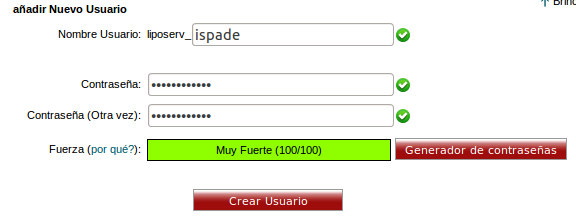 ↑ Brin
añadir Nuevo Usuario
Nombre Usuario: liposerv_ ispade
Contraseña: ••••••••••••
Contraseña (Otra vez): ••••••••••••
Fuerza (por qué?): Muy Fuerte (100/100) Generador de contraseñas
Crear Usuario